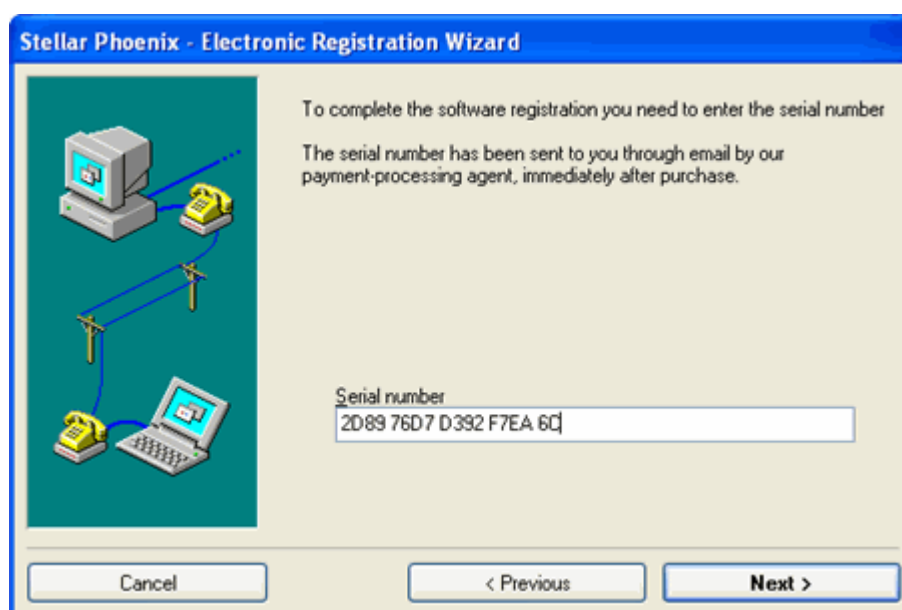 Stellar Phoenix - Electronic Registration Wizard
To complete the software registration you need to enter the serial number
The serial number has been sent to you through email by our
payment-processing agent, immediately after purchase.
Serial number
2D89 76D7 D392 F7EA 6C
Cancel
< Previous
Next >